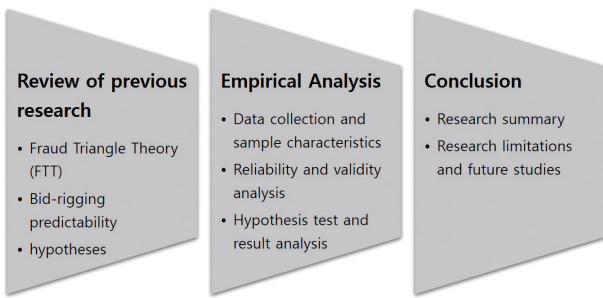 Review of previous
research
• Fraud Triangle Theory
(FTT)
• Bid-rigging
predictability
• hypotheses
Empirical Analysis
• Data collection and
sample characteristics
• Reliability and validity
analysis
• Hypothesis test and
result analysis
Conclusion
• Research summary
• Research limitations
and future studies